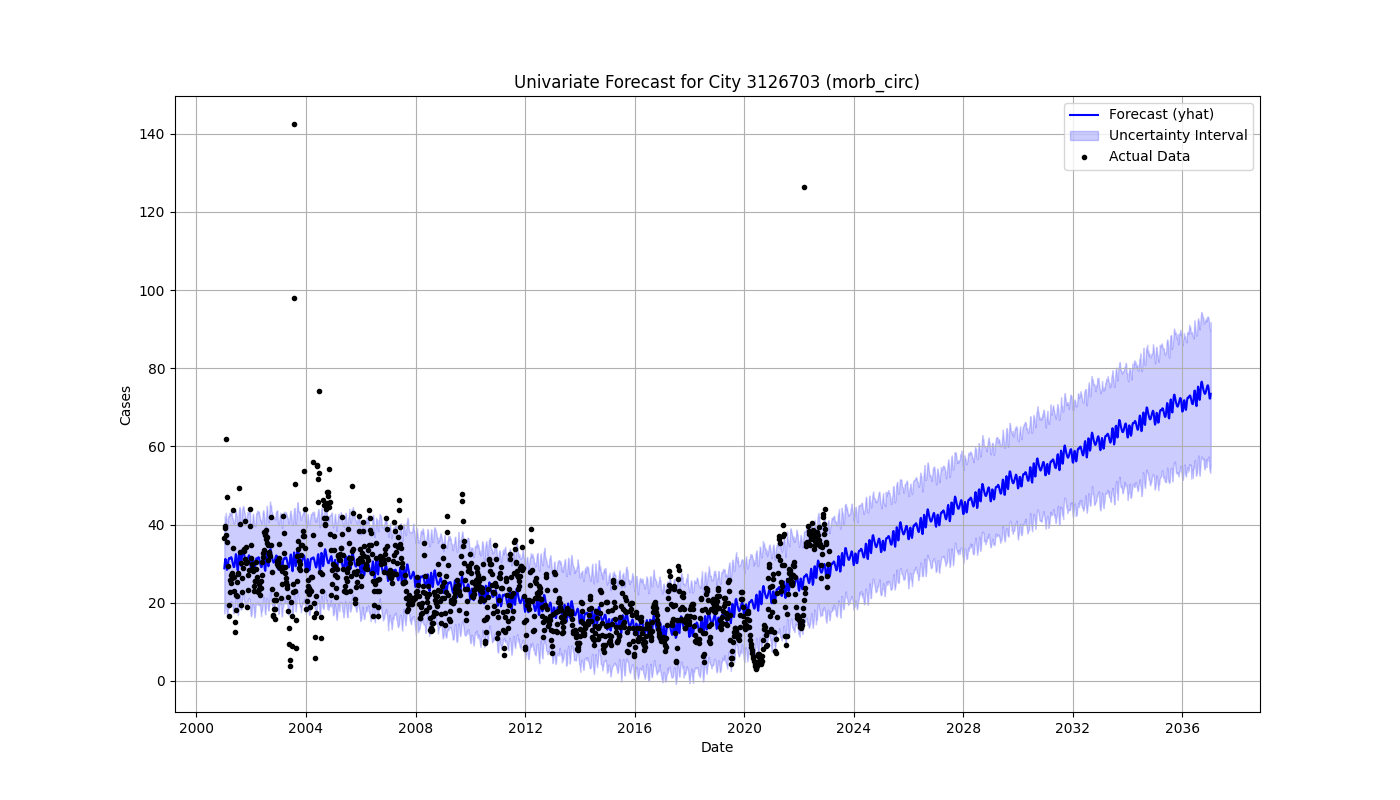 Univariate Forecast for City 3126703 (morb_circ)
Forecast (yhat)
Uncertainty Interval
Actual Data
140
120
100
80
60
40
20
0
Cases
2000 2004 2008 2012 2016 2020 2024 2028 2032 2036
Date